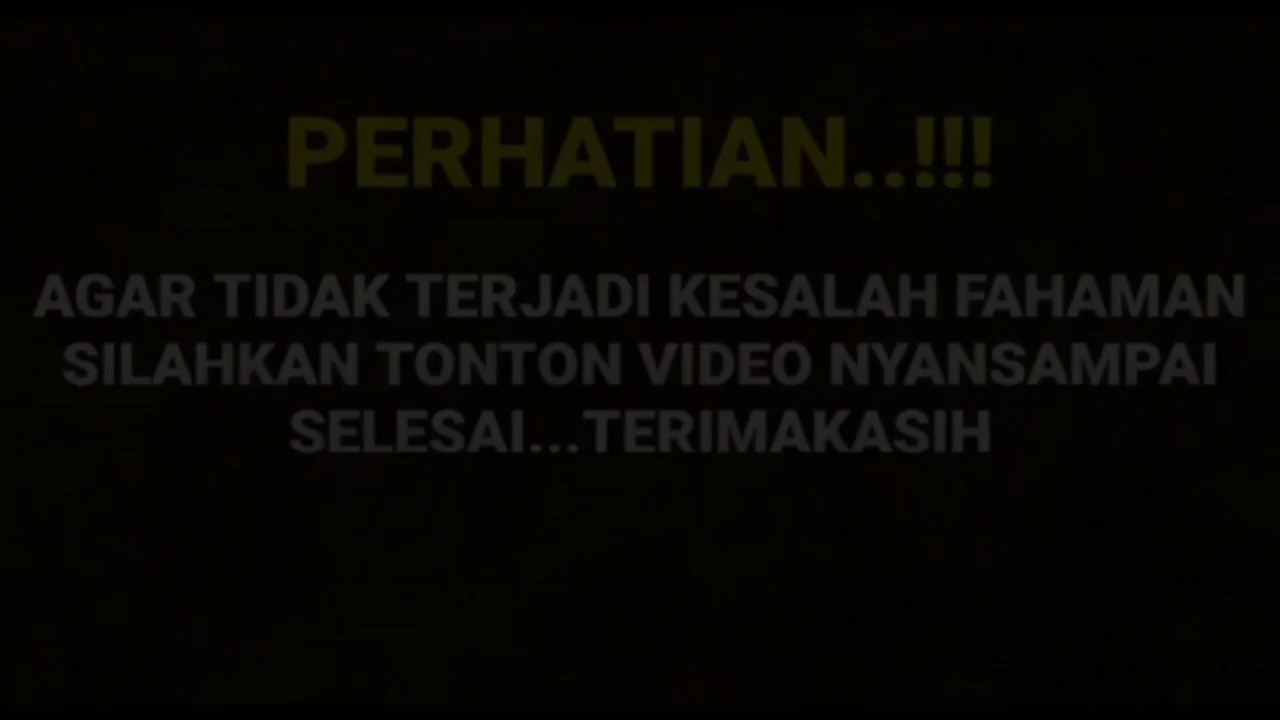 PERHATIAN..!!!
AGAR TIDAK TERJADI KESALAH FAHAMAN
SILAHKAN TONTON VIDEO NYANSAMPAI
SELESAI...TERIMAKASIH